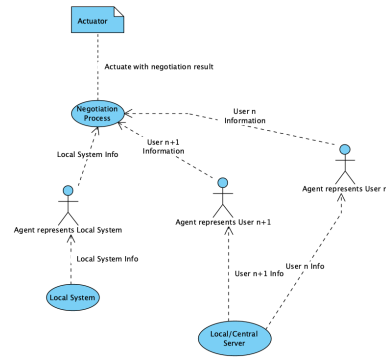 Actuator
Actuate with negotiation result
Negotiation
Process
User n
Information
User n+1
Information
Local System Info
Agent represents User n
Agent represents Local System
Agent represents User n+1
Local System Info
User n Info
User n+1 Info
Local System
Local/Central
Server